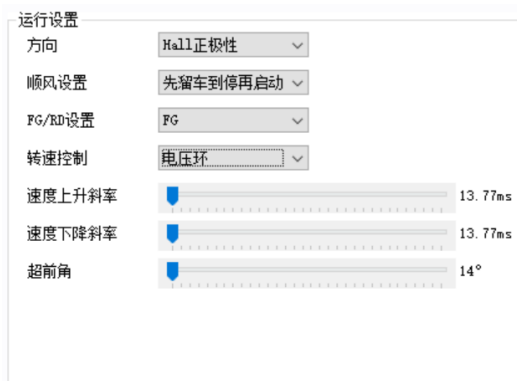 运行设置
方向 Hall正极性
顺风设置 先溜车到停再启动
FG/RD设置 FG
转速控制 电压环
速度上升斜率 13.77ms
速度下降斜率 13.77ms
超前角 14°